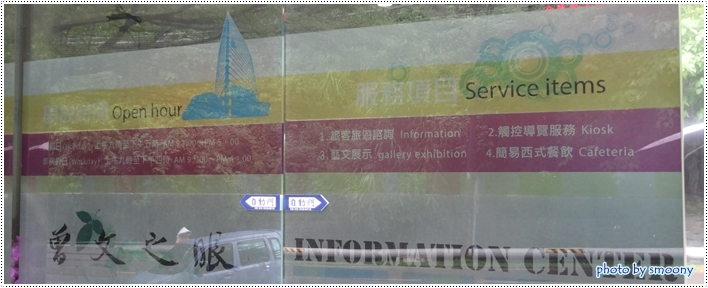 Open hour
服務項目 Service items
1. 旅客旅遊諮詢 Information
2.觸控導覽服務 Kiosk
3.藝文展示 gallery exhibition
4.簡易西式餐飲 Cafeteria
自動門
自動門
曾文之眼
INFORMATION CENTER
photo by smoony